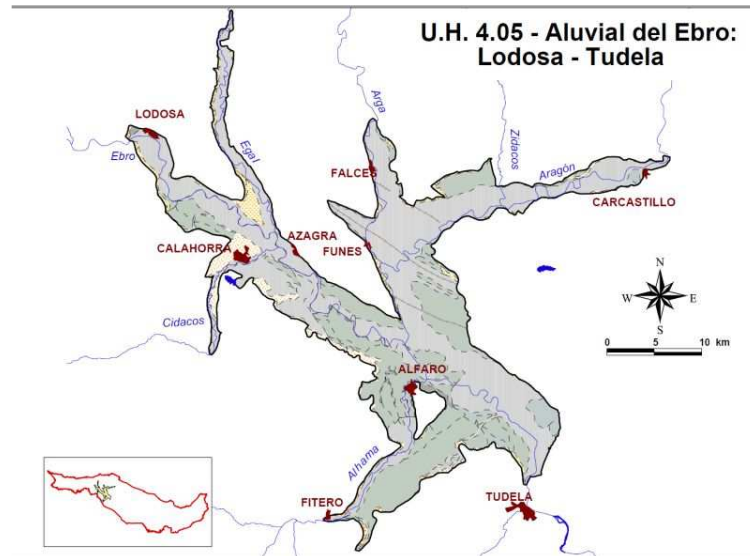 U.H. 4.05 - Aluvial del Ebro:
Lodosa - Tudela
LODOSA
Ebro
Egal
Arga
Zidacos
FALCES
Aragón
CARCASTILLO
CALAHORRA
AZAGRA
FUNES
Cidacos
N
W
E
S
0 5 10 km
ALFARO
Alhama
FITERO
TUDELA